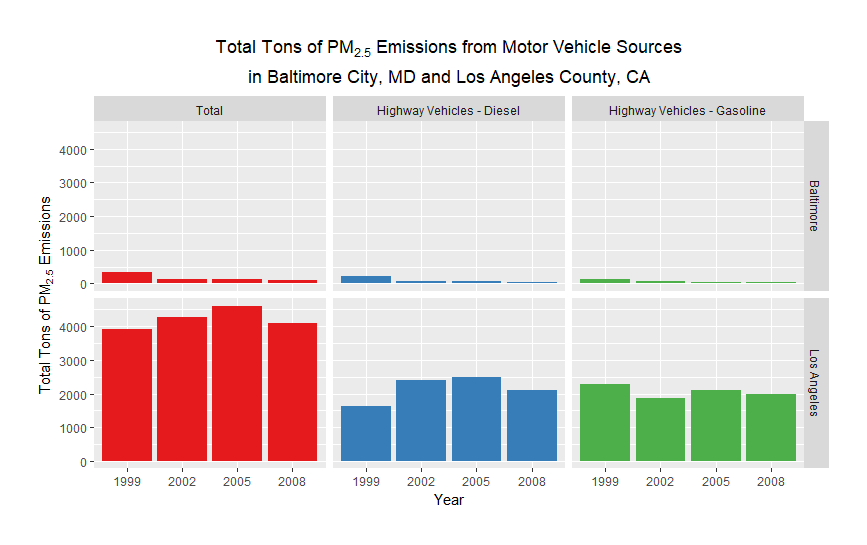 Total Tons of PM2.5 Emissions from Motor Vehicle Sources
in Baltimore City, MD and Los Angeles County, CA
Total
Highway Vehicles - Diesel
Highway Vehicles - Gasoline
Total Tons of PM2.5 Emissions
4000
3000
2000
1000
0
Baltimore
4000
3000
2000
1000
0
Los Angeles
1999 2002 2005 2008
1999 2002 2005 2008
1999 2002 2005 2008
Year